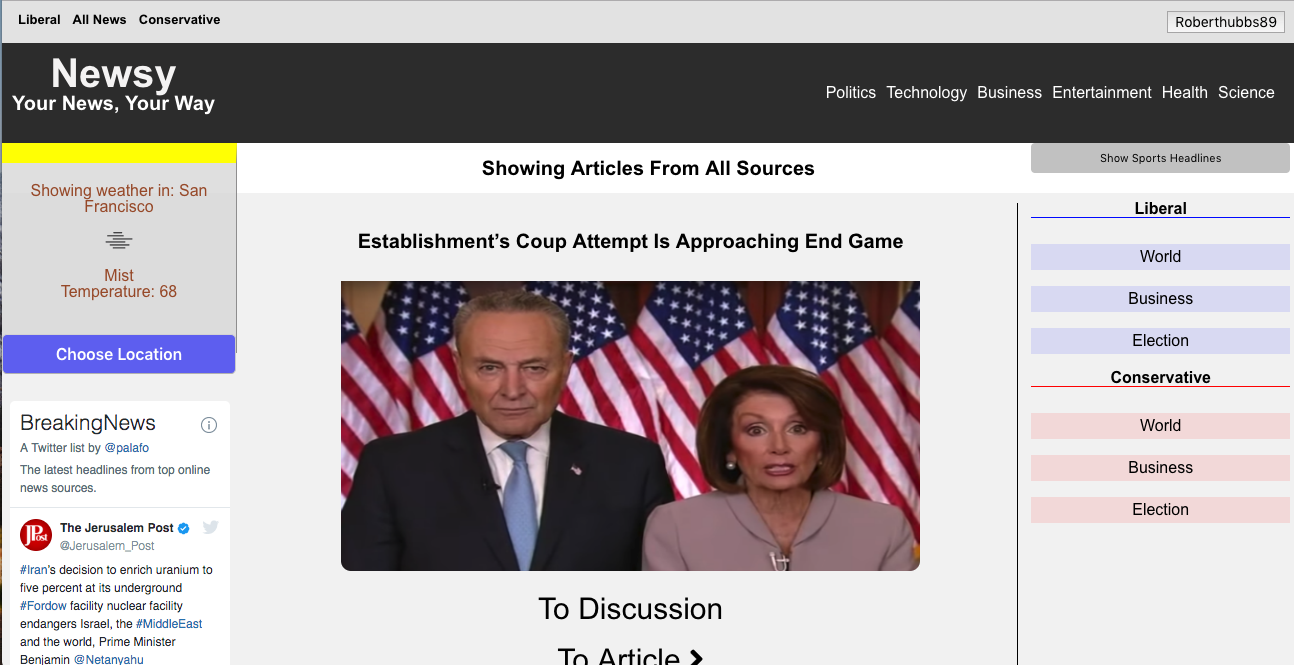 Liberal All News Conservative
Roberthubbs89
Newsy
Your News, Your Way
Politics Technology Business Entertainment Health Science
Showing weather in: San
Francisco
Mist
Temperature: 68
Choose Location
BreakingNews
A Twitter list by @palafo
The latest headlines from top online
news sources.
JPost
The Jerusalem Post
@Jerusalem_Post
#Iran's decision to enrich uranium to
five percent at its underground
#Fordow facility nuclear facility
endangers Israel, the #MiddleEast
and the world, Prime Minister
Benjamin @Netanyahu
Showing Articles From All Sources
Establishment’s Coup Attempt Is Approaching End Game
To Discussion
To Article
Show Sports Headlines
Liberal
World
Business
Election
Conservative
World
Business
Election